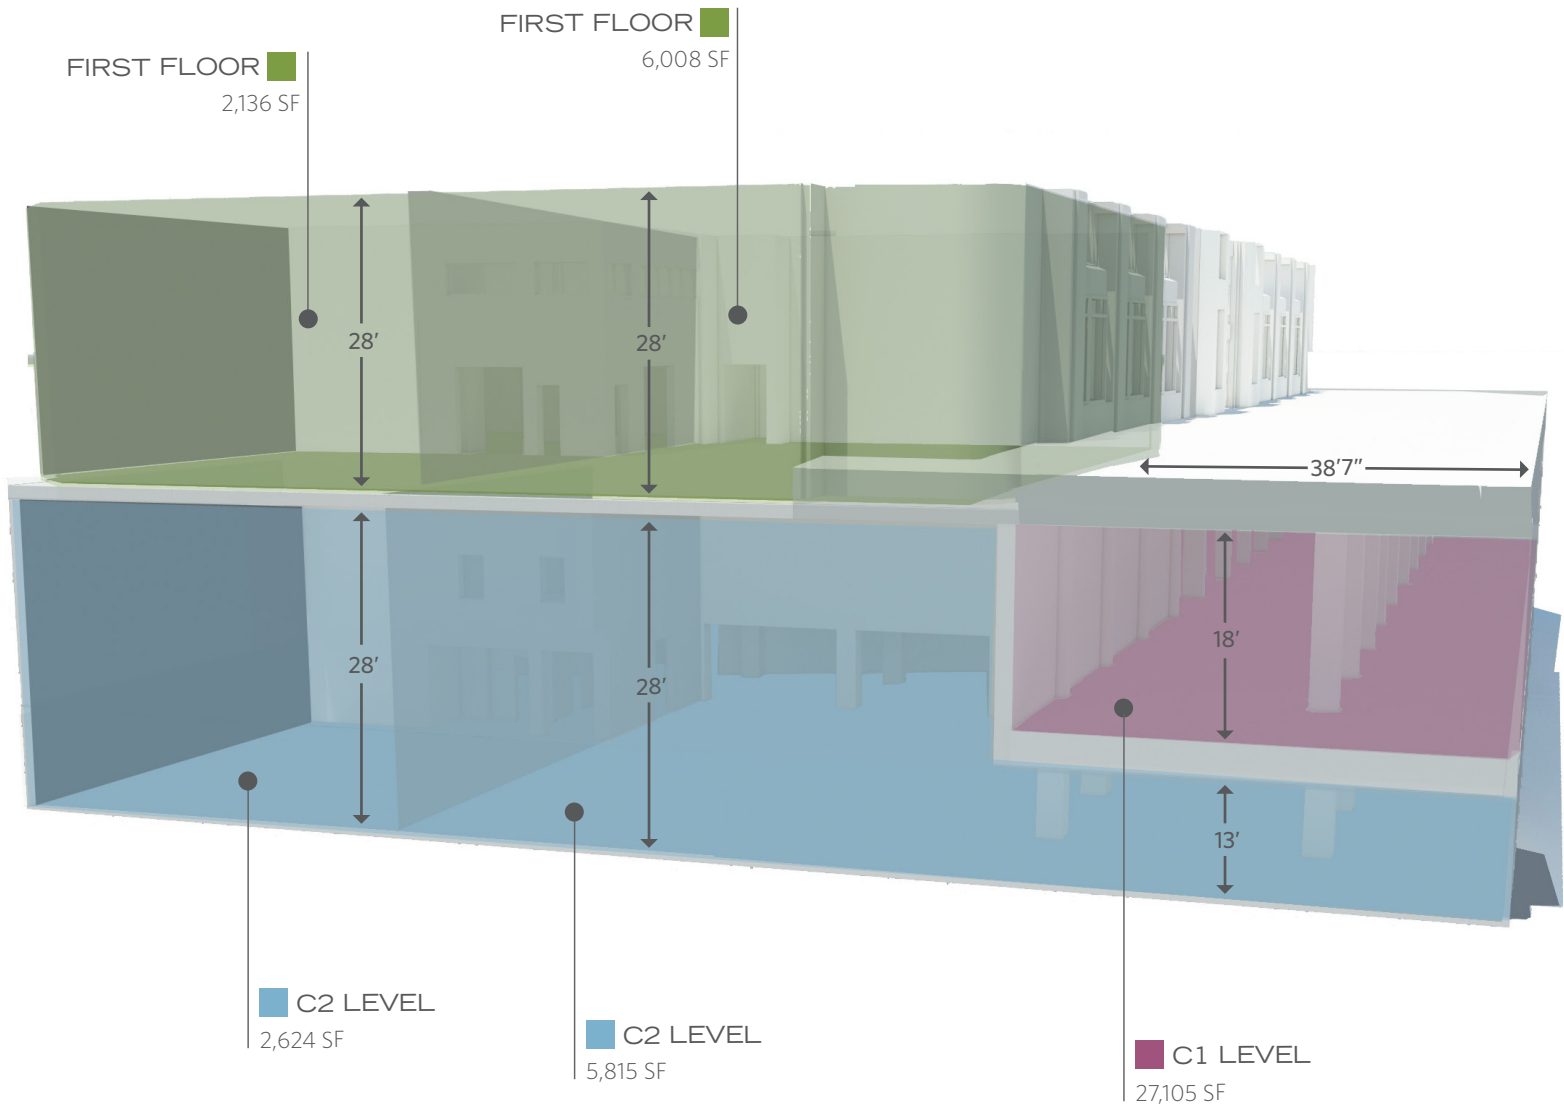 FIRST FLOOR
6,008 SF
FIRST FLOOR
2,136 SF
28’
28’
38’7”
28’
28’
18’
13’
C2 LEVEL
2,624 SF
C2 LEVEL
5,815 SF
C1 LEVEL
27,105 SF